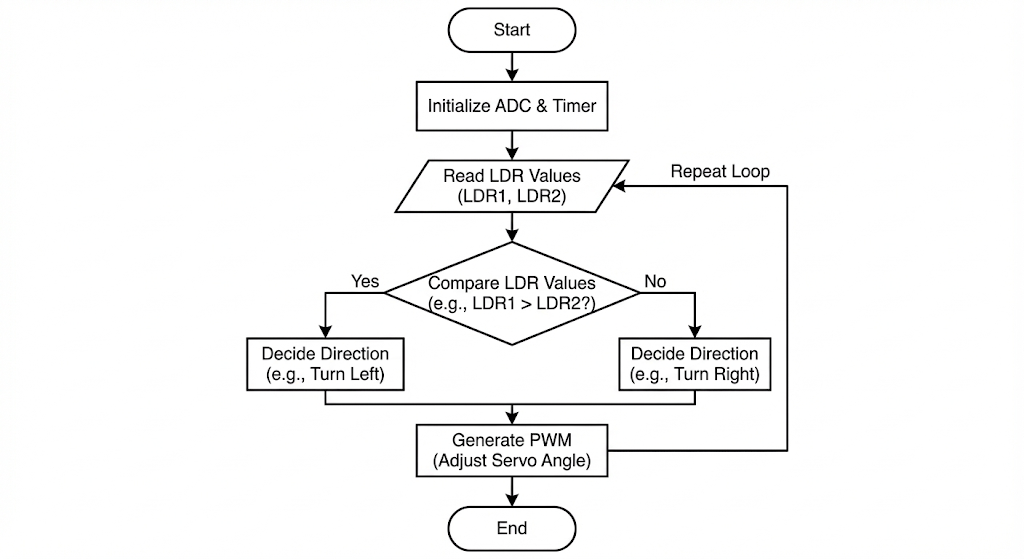 Start
Initialize ADC & Timer
Read LDR Values
(LDR1, LDR2)
Repeat Loop
Compare LDR Values
(e.g., LDR1 > LDR2?)
Yes
No
Decide Direction
(e.g., Turn Left)
Decide Direction
(e.g., Turn Right)
Generate PWM
(Adjust Servo Angle)
End